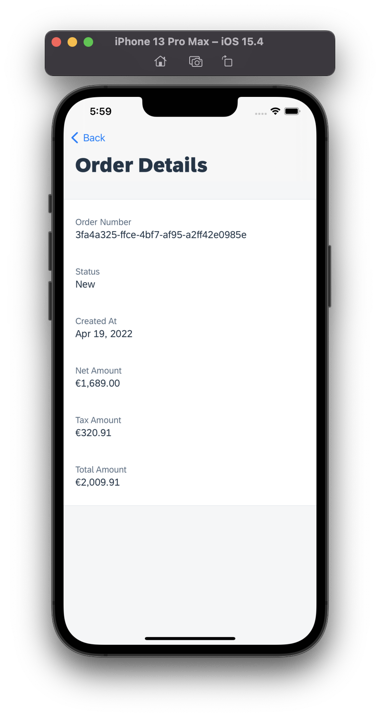 iPhone 13 Pro Max – iOS 15.4
5:59
Back
Order Details
Order Number
3fa4a325-ffce-4bf7-af95-a2ff42e0985e
Status
New
Created At
Apr 19, 2022
Net Amount
€1,689.00
Tax Amount
€320.91
Total Amount
€2,009.91